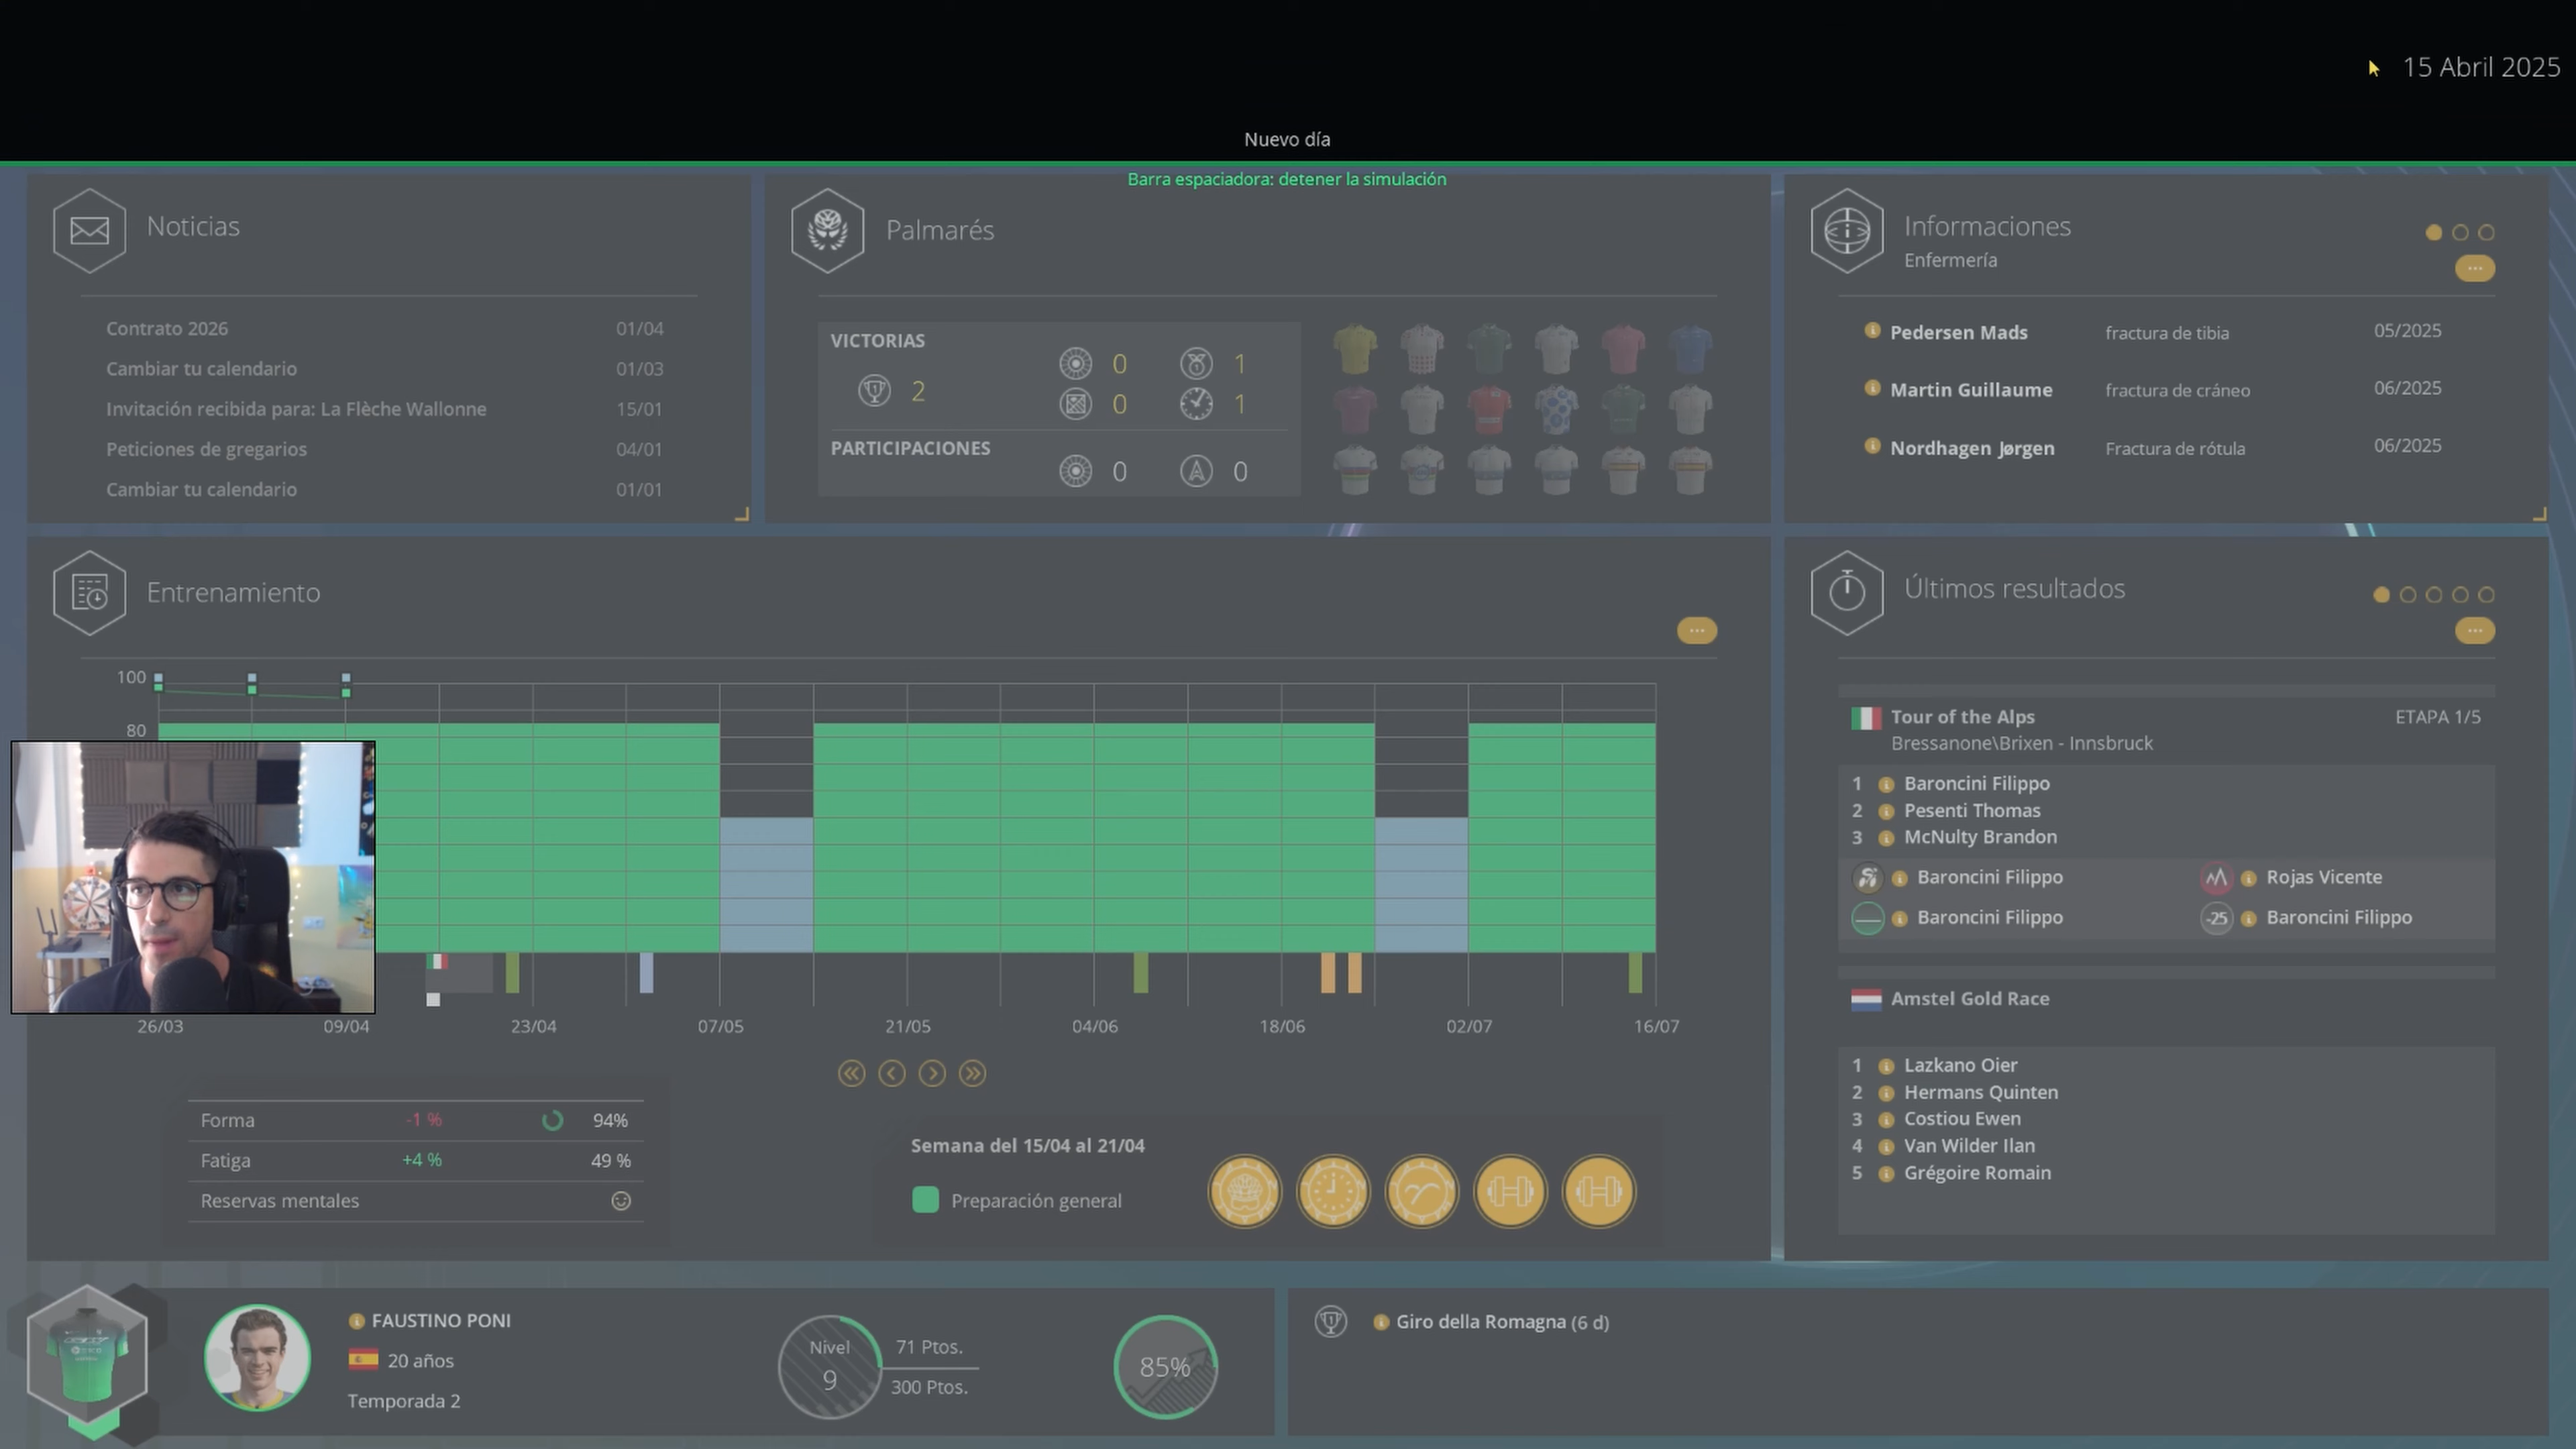 15 Abril 2025
Nuevo día
Barra espaciadora: detener la simulación
Noticias
Contrato 2026 01/04
Cambiar tu calendario 01/03
Invitación recibida para: La Flèche Wallonne 15/01
Peticiones de gregarios 04/01
Cambiar tu calendario 01/01
Palmarés
VICTORIAS
2
0 1
0 1
PARTICIPACIONES
0 0
Informaciones
Enfermería
Pedersen Mads fractura de tibia 05/2025
Martin Guillaume fractura de cráneo 06/2025
Nordhagen Jørgen Fractura de rótula 06/2025
Entrenamiento
100
80
26/03 09/04 23/04 07/05 21/05 04/06 18/06 02/07 16/07
Forma -1 % 94%
Fatiga +4 % 49 %
Reservas mentales
Semana del 15/04 al 21/04
Preparación general
Últimos resultados
Tour of the Alps ETAPA 1/5
Bressanone\Brixen - Innsbruck
1 Baroncini Filippo
2 Pesenti Thomas
3 McNulty Brandon
Baroncini Filippo Rojas Vicente
Baroncini Filippo -25 Baroncini Filippo
Amstel Gold Race
1 Lazkano Oier
2 Hermans Quinten
3 Costiou Ewen
4 Van Wilder Ilan
5 Grégoire Romain
FAUSTINO PONI
20 años
Temporada 2
Nivel
9
71 Ptos.
300 Ptos.
85%
Giro della Romagna (6 d)